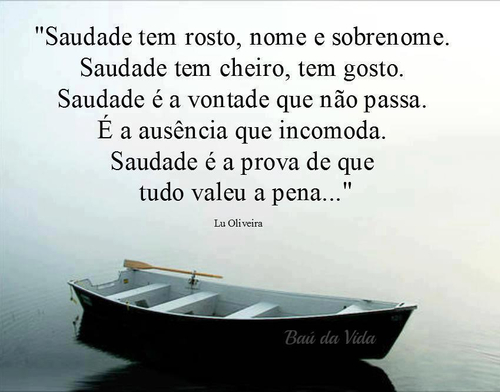 "Saudade tem rosto, nome e sobrenome.
Saudade tem cheiro, tem gosto.
Saudade é a vontade que não passa.
É a ausência que incomoda.
Saudade é a prova de que
tudo valeu a pena..."
Lu Oliveira
Baú da Vida